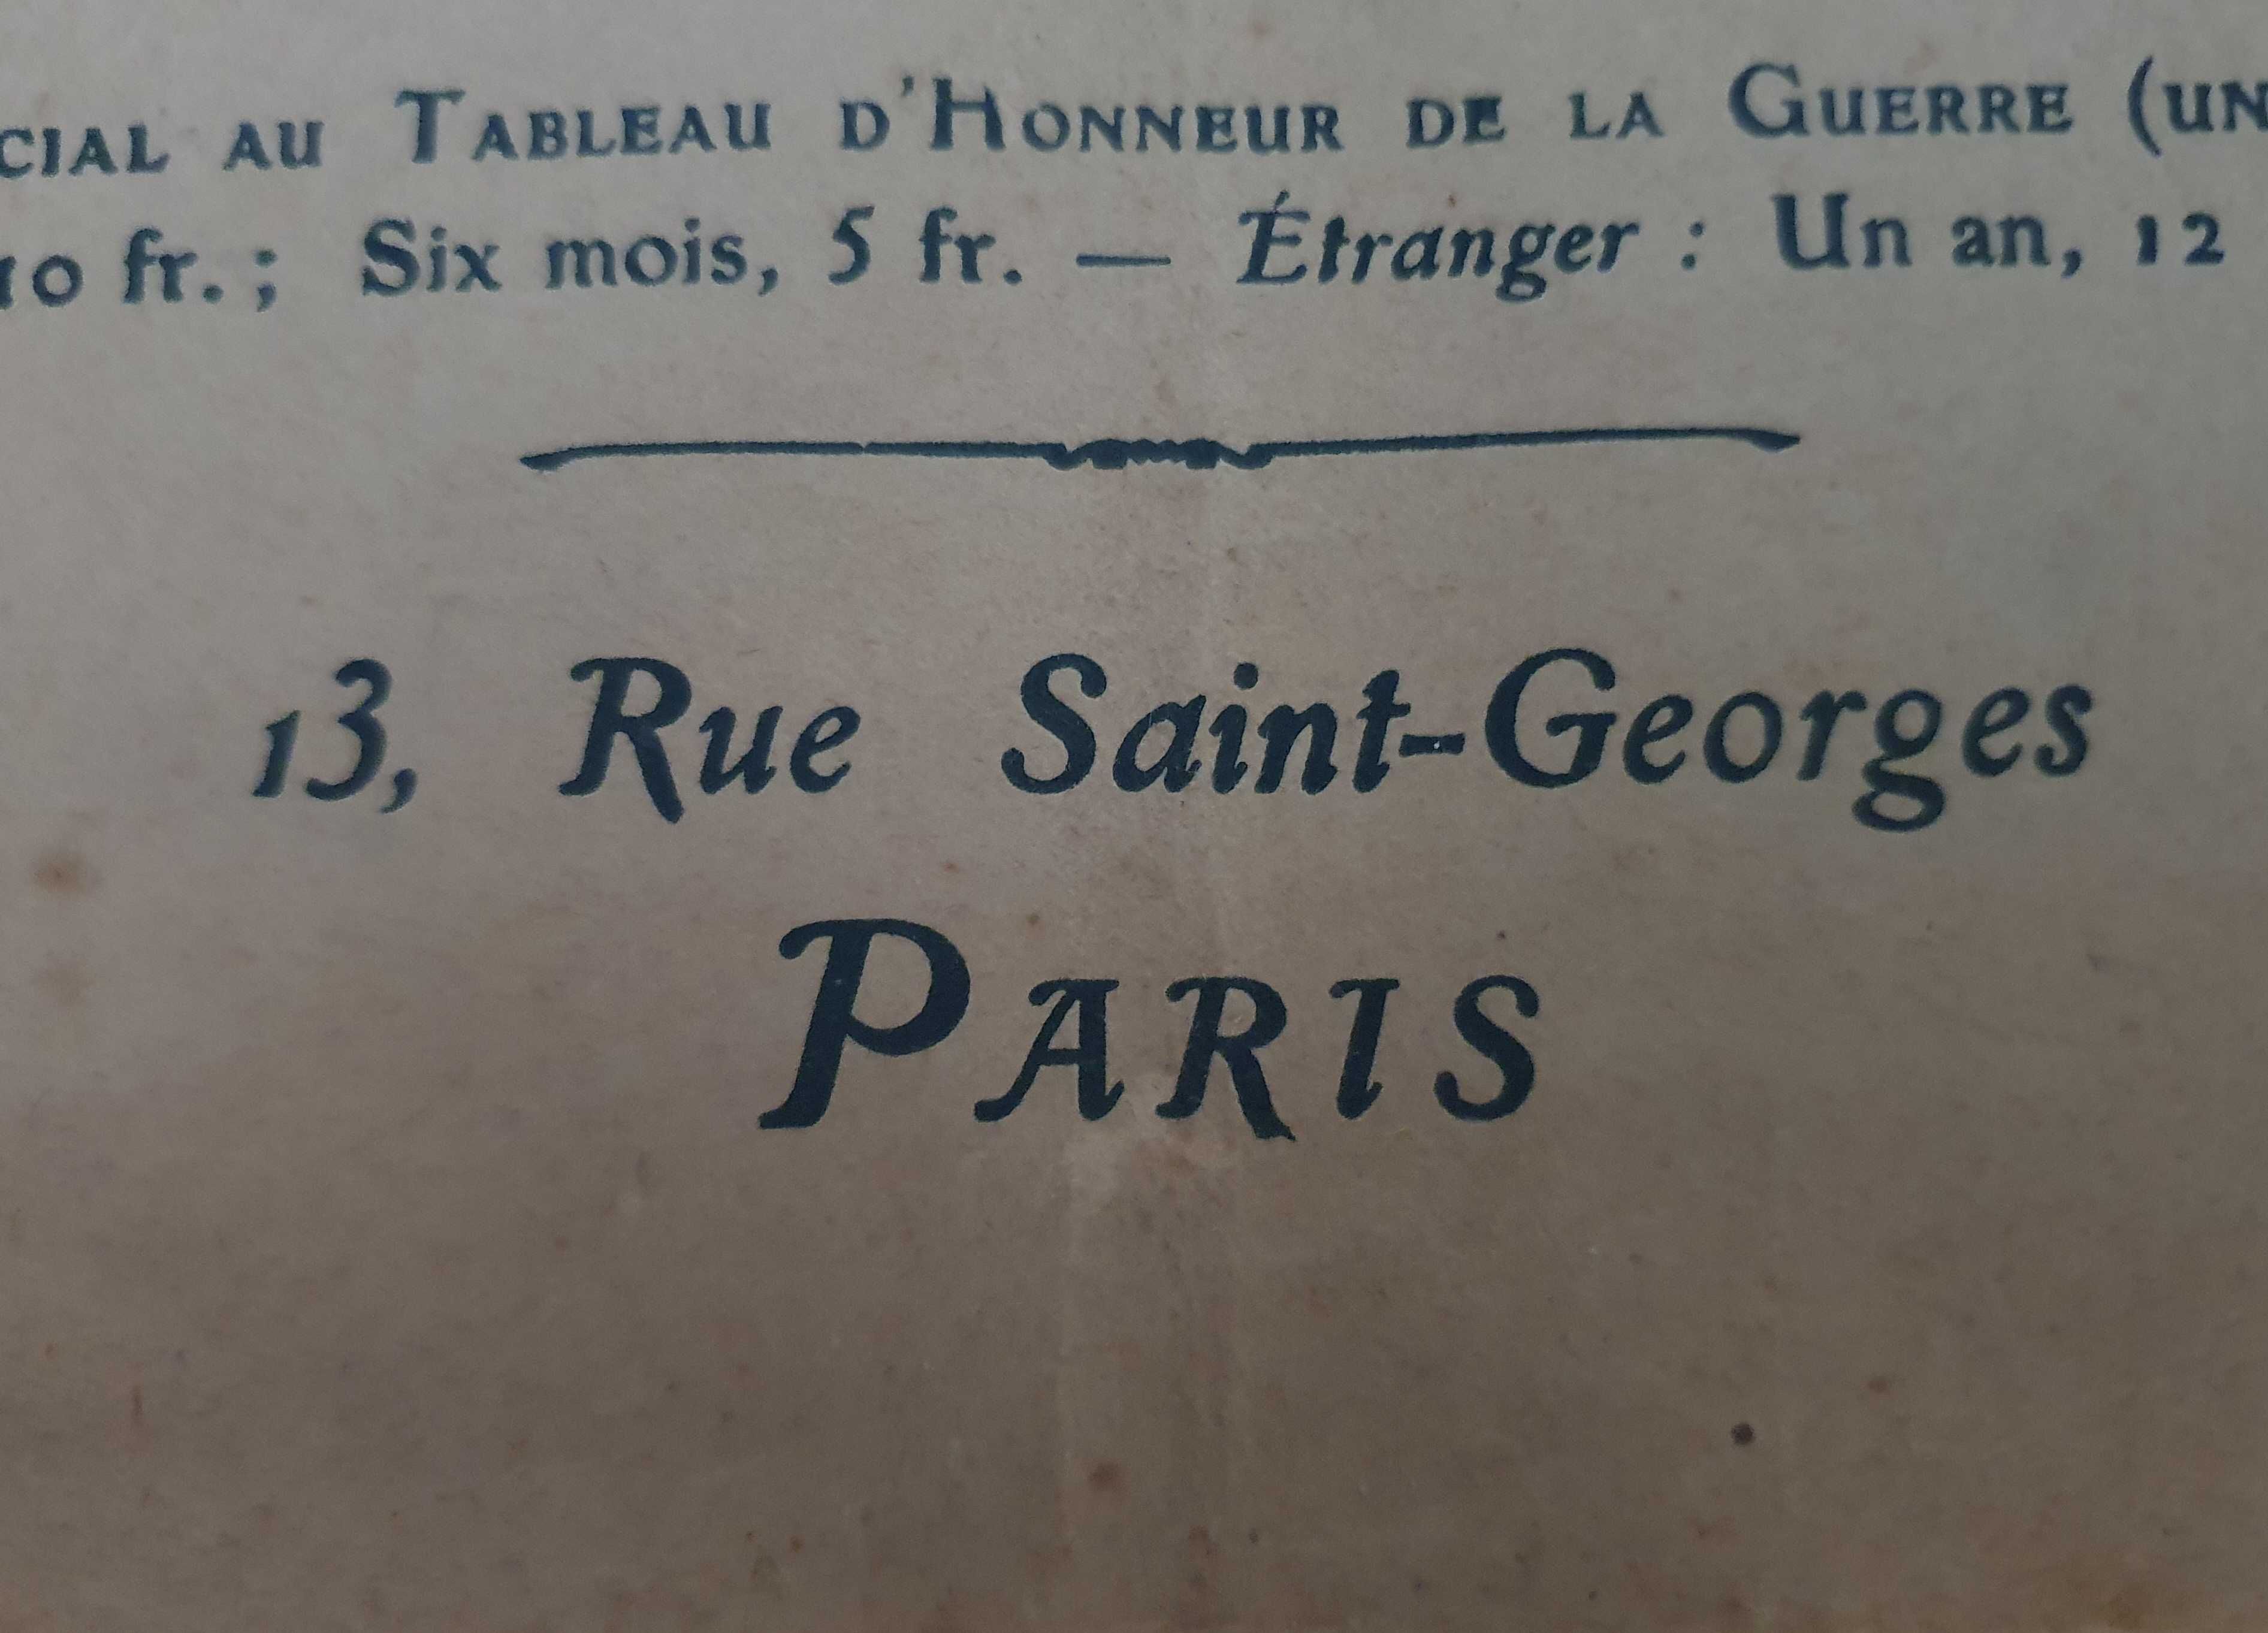 CIAL AU TABLEAU D'HONNEUR DE LA GUERRE (UN
10 fr. ; Six mois, 5 fr. — Étranger : Un an, 12
13, Rue Saint-Georges
PARIS